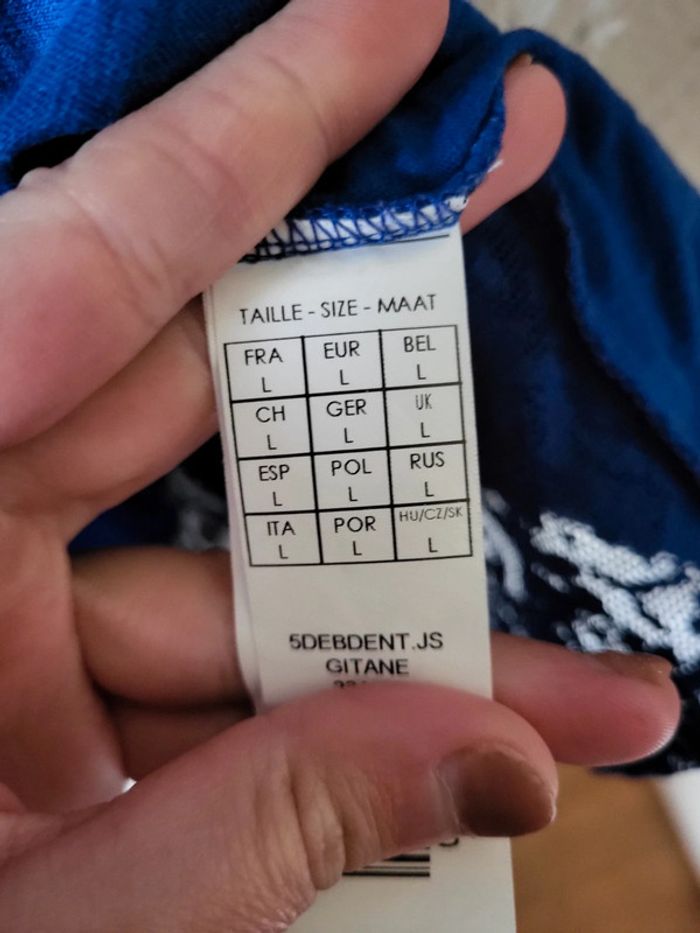 TAILLE - SIZE - MAAT
FRA EUR BEL
L L L
CH GER UK
L L L
ESP POL RUS
L L L
ITA POR HU/CZ/SK
L L L
5DEBDENT.JS
GITANE